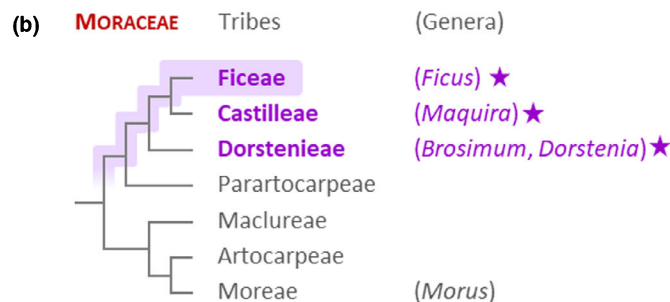 (b) MORACEAE Tribes (Genera)
Ficeae (Ficus) ★
Castilleae (Maquira) ★
Dorstenieae (Brosimum, Dorstenia) ★
Parartocarpeae
Maclureae
Artocarpeae
Moreae (Morus)